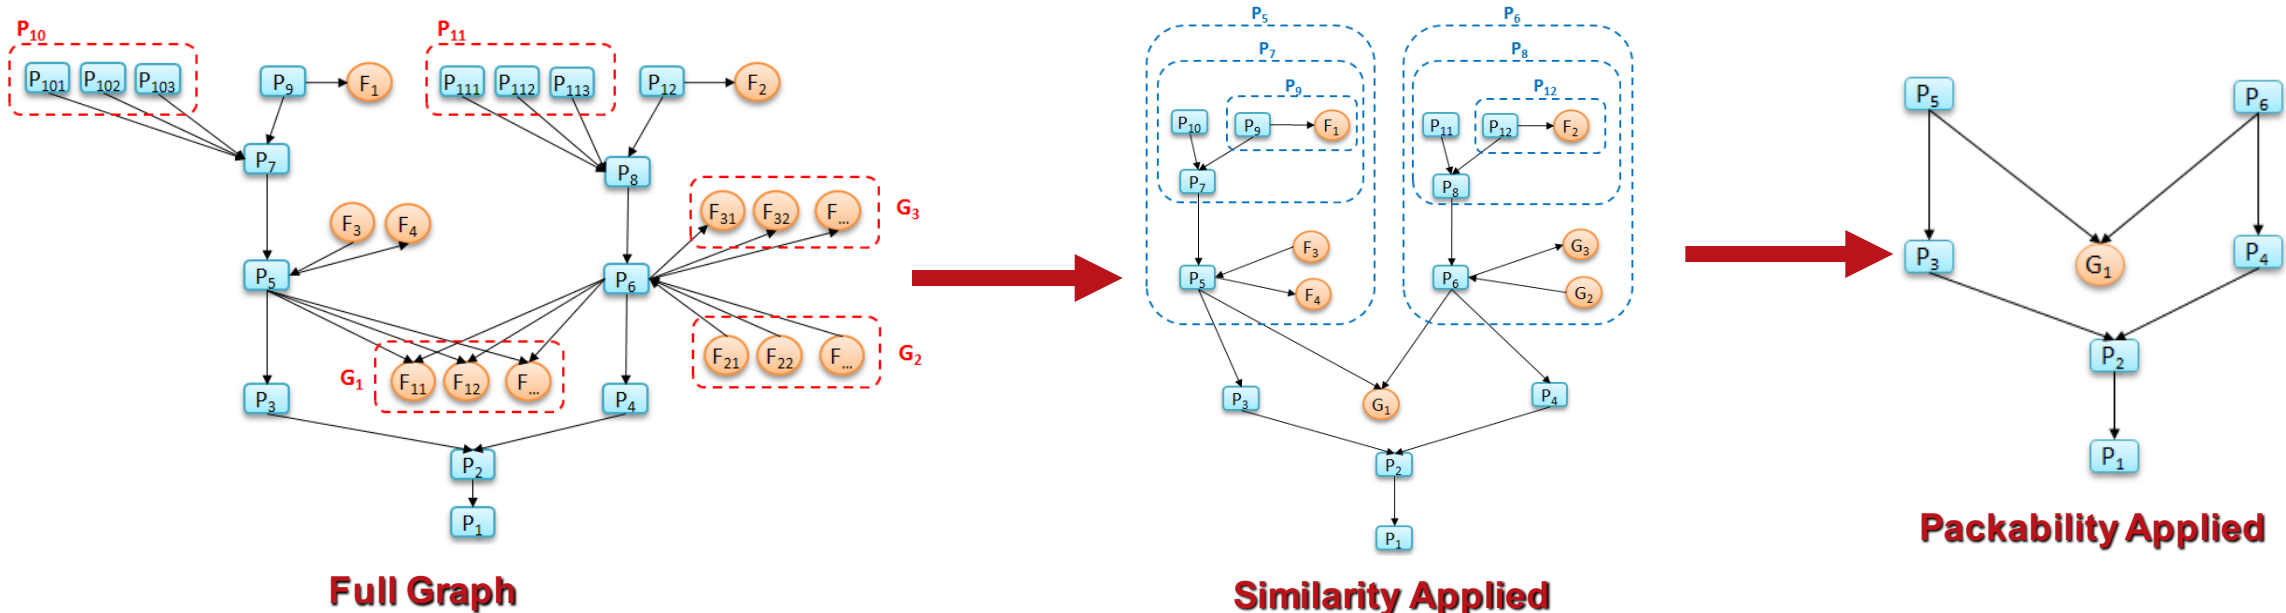 P10
P101 P102 P103
P9
F1
P11
P111 P112 P113
P12
F2
P7
P8
F3 F4
F31 F32 F...
G3
P5
P6
F21 F22 F...
G2
G1
F11 F12 F...
P3
P4
P2
P1
Full Graph
P5
P7
P9
P10
P9
F1
P7
F3
P5
F4
P6
P8
P12
P11
P12
F2
P8
G3
P6
G2
P3
G1
P4
P2
P1
Similarity Applied
P5
P6
P3
G1
P4
P2
P1
Packability Applied